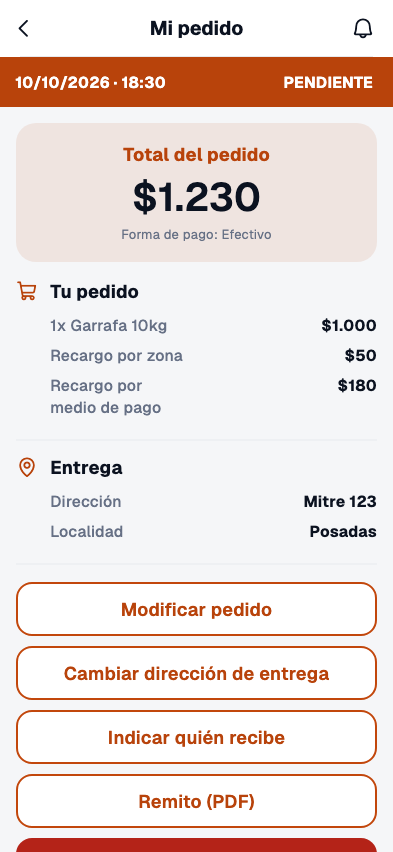 Mi pedido
10/10/2026 · 18:30 PENDIENTE
Total del pedido
$1.230
Forma de pago: Efectivo
Tu pedido
1x Garrafa 10kg $1.000
Recargo por zona $50
Recargo por $180
medio de pago
Entrega
Dirección Mitre 123
Localidad Posadas
Modificar pedido
Cambiar dirección de entrega
Indicar quién recibe
Remito (PDF)